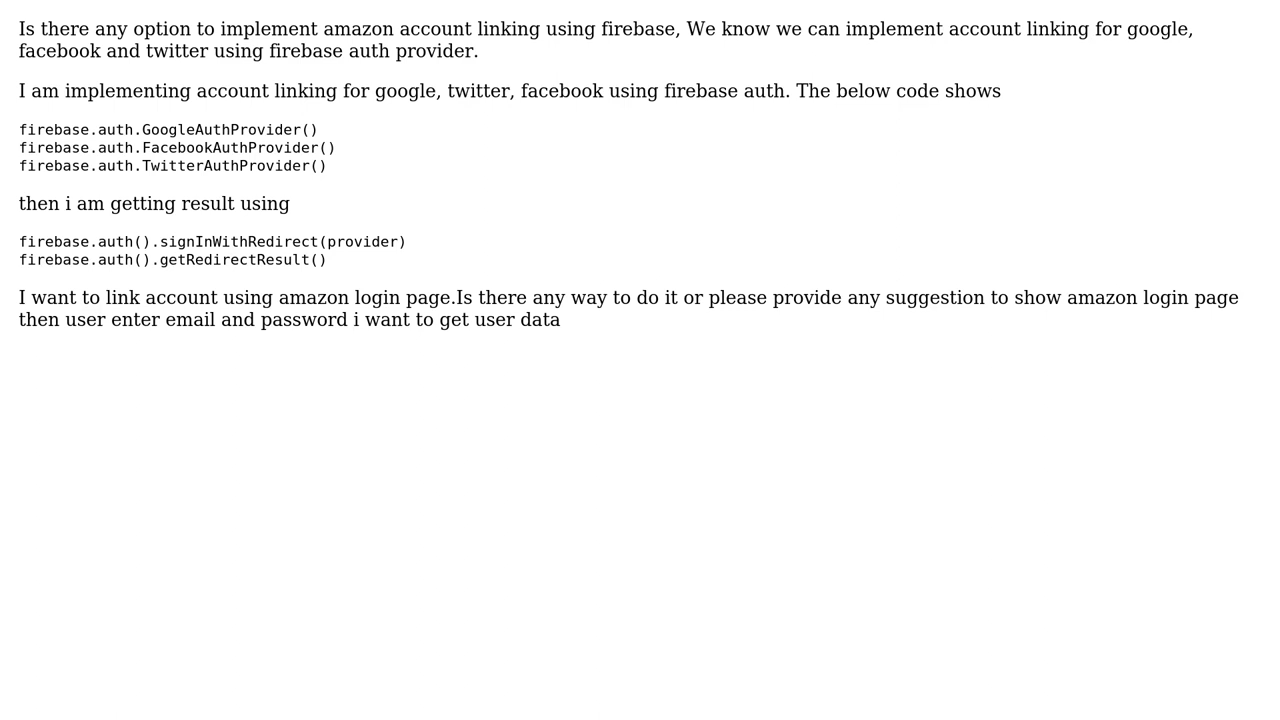 Is there any option to implement amazon account linking using firebase, We know we can implement account linking for google,
facebook and twitter using firebase auth provider.
I am implementing account linking for google, twitter, facebook using firebase auth. The below code shows
firebase.auth.GoogleAuthProvider()
firebase.auth.FacebookAuthProvider()
firebase.auth.TwitterAuthProvider()
then i am getting result using
firebase.auth().signInWithRedirect(provider)
firebase.auth().getRedirectResult()
I want to link account using amazon login page.Is there any way to do it or please provide any suggestion to show amazon login page
then user enter email and password i want to get user data